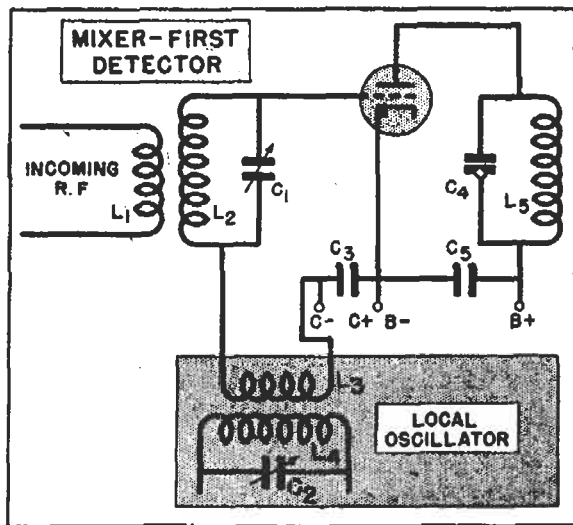 MIXER-FIRST
DETECTOR
INCOMING
R.F
L1
L2
C1
C4
L5
C3
C5
C-
C+
B-
B+
L3
L4
C2
LOCAL
OSCILLATOR